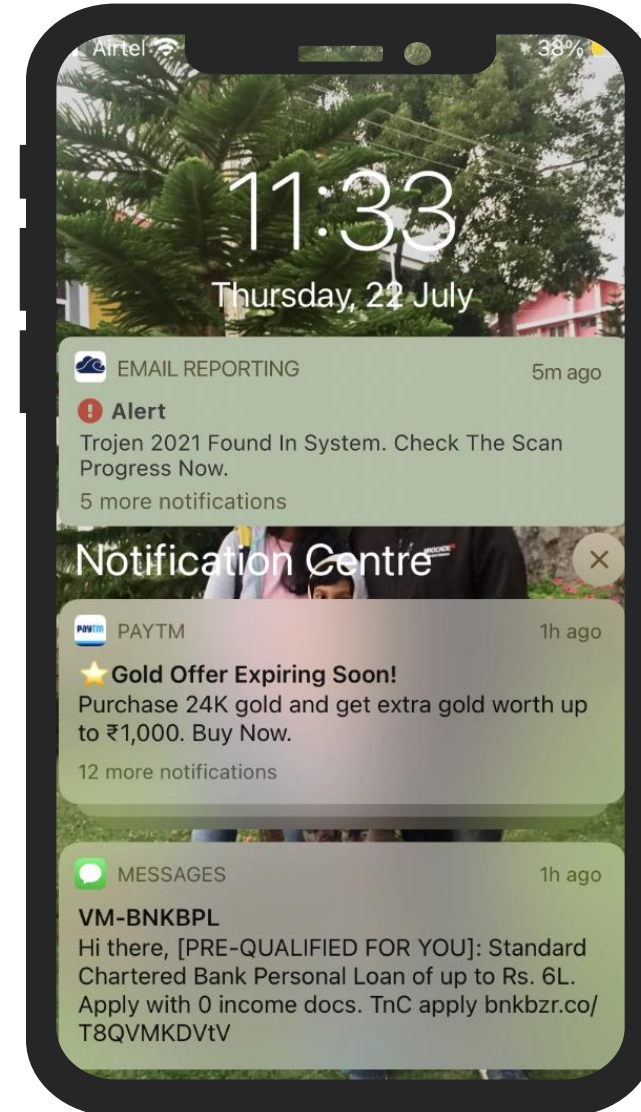 Airtel 38%
11:33
Thursday, 22 July
EMAIL REPORTING 5m ago
Alert
Trojen 2021 Found In System. Check The Scan
Progress Now.
5 more notifications
Notification Centre
BROCADE
Paytm PAYTM 1h ago
⭐Gold Offer Expiring Soon!
Purchase 24K gold and get extra gold worth up
to ₹1,000. Buy Now.
12 more notifications
MESSAGES 1h ago
VM-BNKBPL
Hi there, [PRE-QUALIFIED FOR YOU]: Standard
Chartered Bank Personal Loan of up to Rs. 6L.
Apply with 0 income docs. TnC apply bnkbzr.co/
T8QVMKDVtV